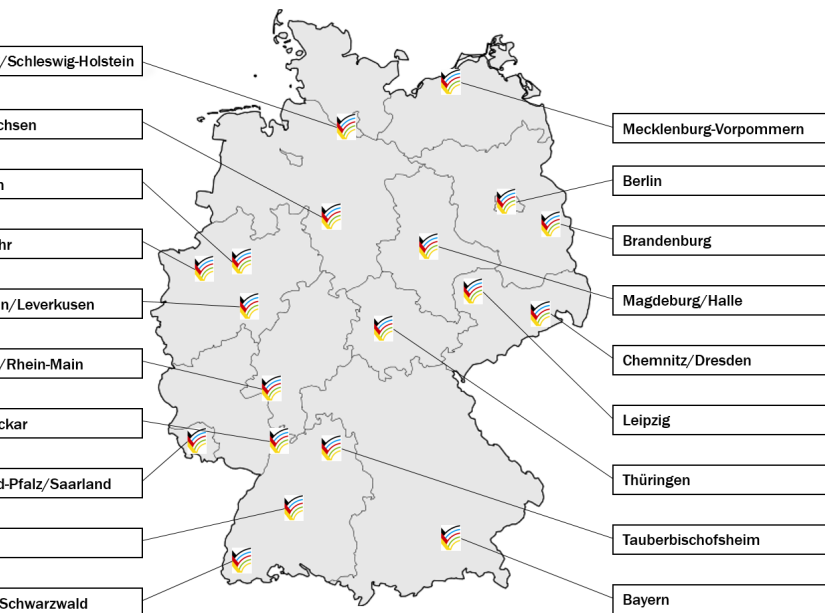 /Schleswig-Holstein
chsen
n
hr
n/Leverkusen
/Rhein-Main
ckar
d-Pfalz/Saarland
Schwarzwald
Mecklenburg-Vorpommern
Berlin
Brandenburg
Magdeburg/Halle
Chemnitz/Dresden
Leipzig
Thüringen
Tauberbischofsheim
Bayern